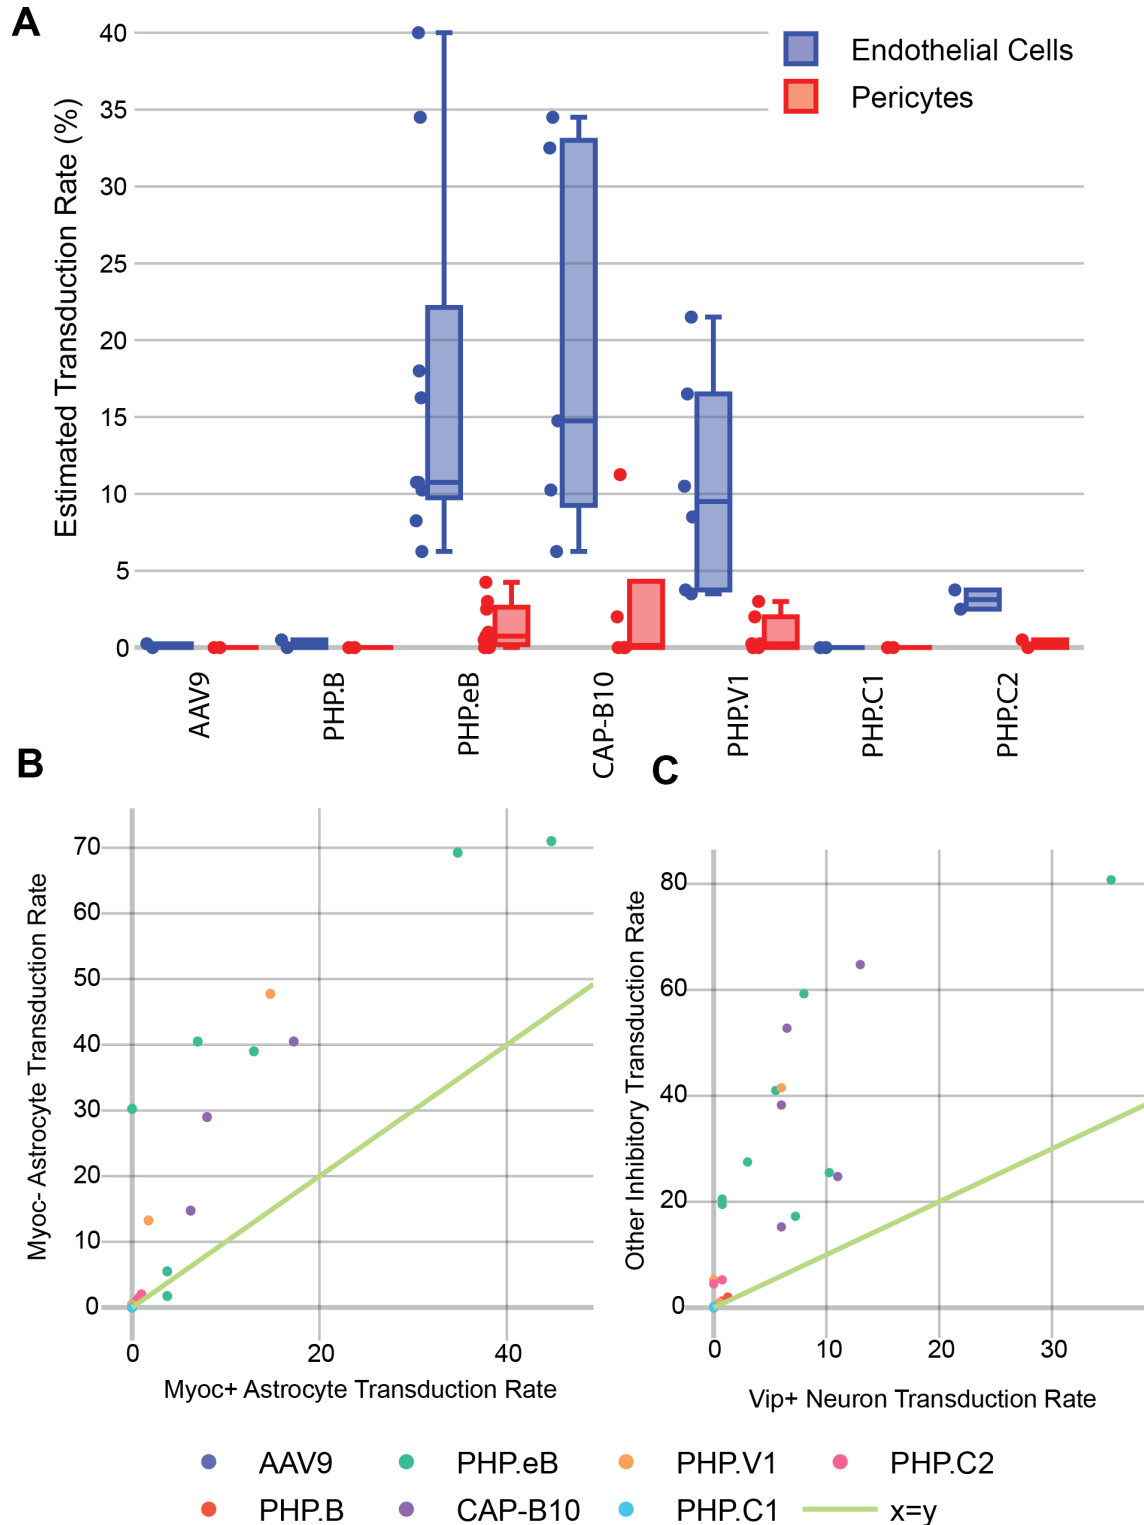 A
Estimated Transduction Rate (%)
40
35
30
25
20
15
10
5
0
Endothelial Cells
Pericytes
AAV9
PHP.B
PHP.eB
CAP-B10
PHP.V1
PHP.C1
PHP.C2
B
Myoc- Astrocyte Transduction Rate
70
60
50
40
30
20
10
0
0 20 40
Myoc+ Astrocyte Transduction Rate
C
Other Inhibitory Transduction Rate
80
60
40
20
0
0 10 20 30
Vip+ Neuron Transduction Rate
AAV9 PHP.eB PHP.V1 PHP.C2
PHP.B CAP-B10 PHP.C1 x=y